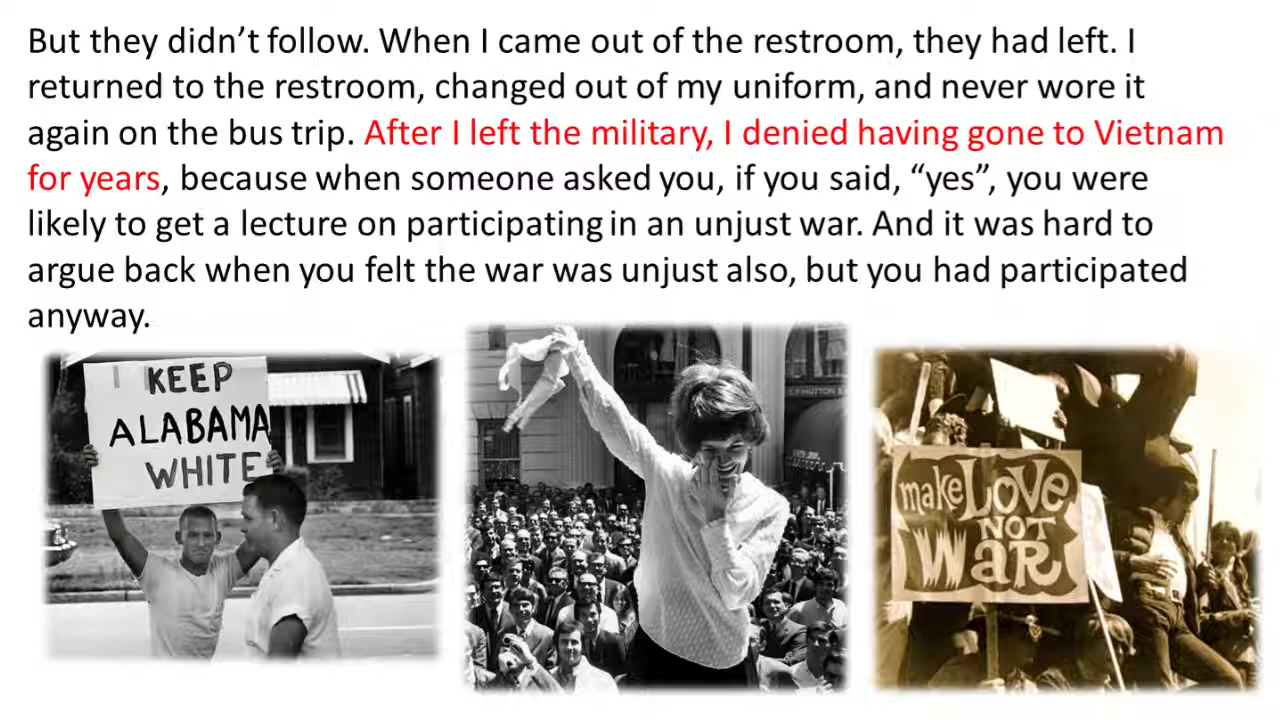 But they didn’t follow. When I came out of the restroom, they had left. I
returned to the restroom, changed out of my uniform, and never wore it
again on the bus trip. After I left the military, I denied having gone to Vietnam
for years, because when someone asked you, if you said, “yes”, you were
likely to get a lecture on participating in an unjust war. And it was hard to
argue back when you felt the war was unjust also, but you had participated
anyway.
I KEEP
ALABAMA
WHITE
make LOVE
NOT
WAR